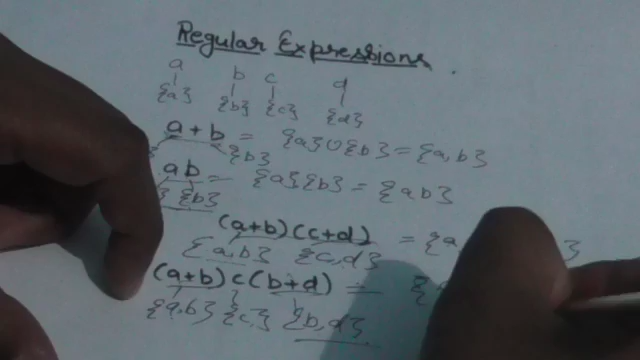 Regular Expressions.
a b c d
{a} {b} {c} {d}
a + b = {a} ∪ {b} = {a, b}
{b}
ab = {a}{b} = {ab}
{b}
(a+b)(c+d) = {a
{a,b} {c,d}
(a+b)c(b+d) =
{a,b} {c} {b,d}